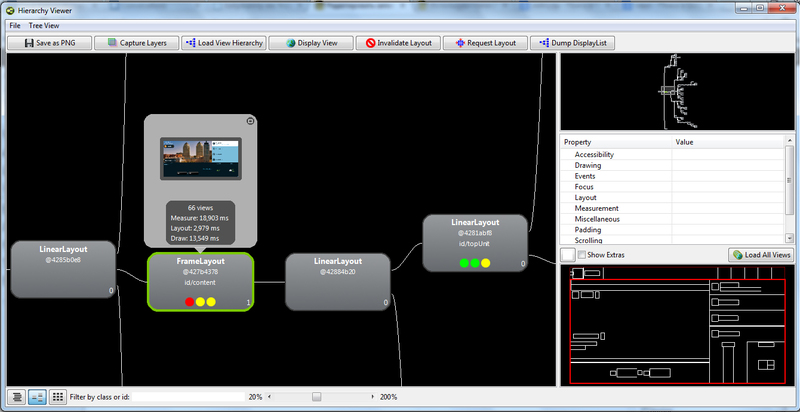 Hierarchy Viewer
File Tree View
Save as PNG Capture Layers Load View Hierarchy Display View Invalidate Layout Request Layout Dump DisplayList
66 views
Measure: 18,903 ms
Layout: 2,979 ms
Draw: 13,549 ms
LinearLayout
@4285b0e8
0
FrameLayout
@427b4378
id/content
1
LinearLayout
@42884b20
0
LinearLayout
@4281abf8
id/topUnit
0
Property Value
Accessibility
Drawing
Events
Focus
Layout
Measurement
Miscellaneous
Padding
Scrolling
Show Extras Load All Views
Filter by class or id: 20% 200%